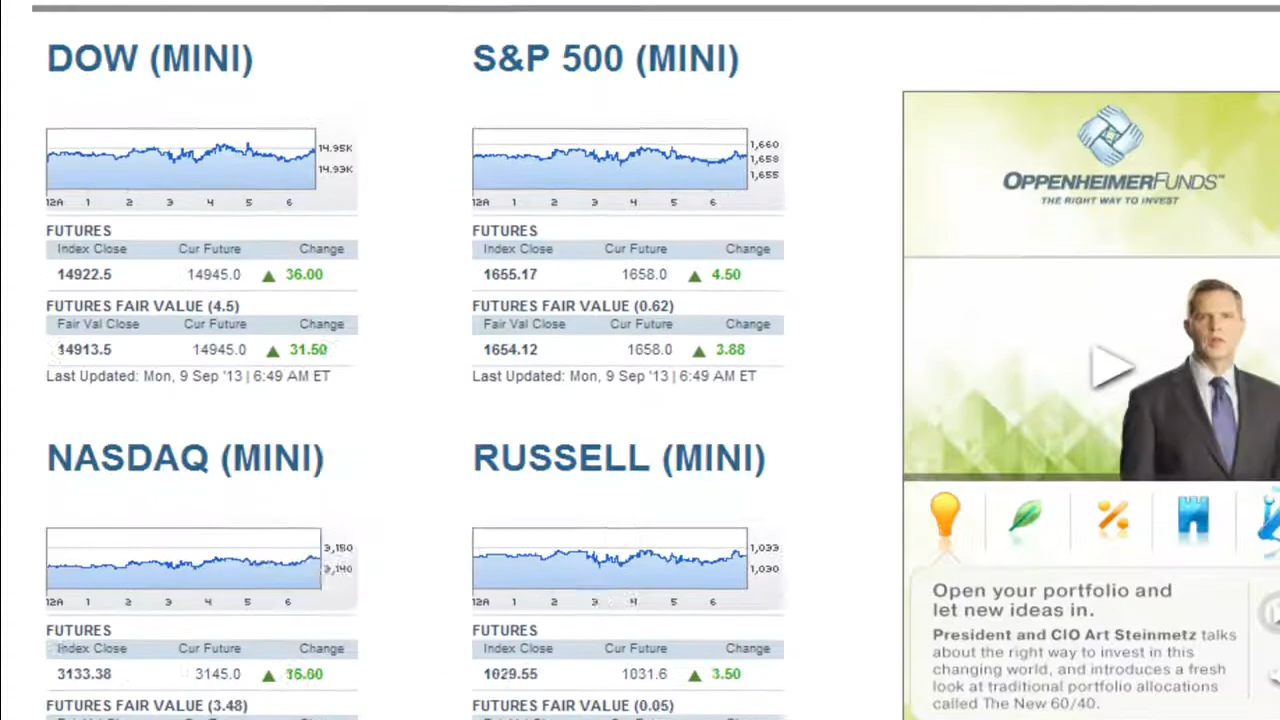 DOW (MINI)
14.95K
14.93K
12A 1 2 3 4 5 6
FUTURES
Index Close Cur Future Change
14922.5 14945.0 36.00
FUTURES FAIR VALUE (4.5)
Fair Val Close Cur Future Change
14913.5 14945.0 31.50
Last Updated: Mon, 9 Sep '13 | 6:49 AM ET
S&P 500 (MINI)
1,660
1,658
1,655
12A 1 2 3 4 5 6
FUTURES
Index Close Cur Future Change
1655.17 1658.0 4.50
FUTURES FAIR VALUE (0.62)
Fair Val Close Cur Future Change
1654.12 1658.0 3.88
Last Updated: Mon, 9 Sep '13 | 6:49 AM ET
NASDAQ (MINI)
3,150
3,140
12A 1 2 3 4 5 6
FUTURES
Index Close Cur Future Change
3133.38 3145.0
FUTURES FAIR VALUE (3.48)
RUSSELL (MINI)
1,033
1,030
12A 1 2 3 4 5 6
FUTURES
Index Close Cur Future Change
1029.55 1031.6 3.50
FUTURES FAIR VALUE (0.05)
OPPENHEIMERFUNDS
THE RIGHT WAY TO INVEST
Open your portfolio and
let new ideas in.
President and CIO Art Steinmetz talks
about the right way to invest in this
changing world, and introduces a fresh
look at traditional portfolio allocations
called The New 60/40.